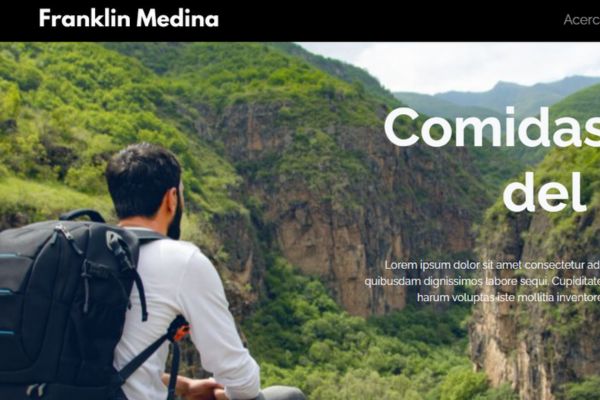 Franklin Medina
Acerc
Comidas
del
Lorem ipsum dolor sit amet consectetur ad
quibusdam dignissimos labore sequi. Cupiditate
harum voluptas iste mollitia inventore